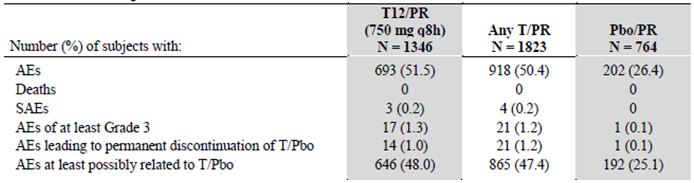 T12/PR
(750 mg q8h) Any T/PR Pbo/PR
Number (%) of subjects with: N = 1346 N = 1823 N = 764
AEs 693 (51.5) 918 (50.4) 202 (26.4)
Deaths 0 0 0
SAEs 3 (0.2) 4 (0.2) 0
AEs of at least Grade 3 17 (1.3) 21 (1.2) 1 (0.1)
AEs leading to permanent discontinuation of T/Pbo 14 (1.0) 21 (1.2) 1 (0.1)
AEs at least possibly related to T/Pbo 646 (48.0) 865 (47.4) 192 (25.1)